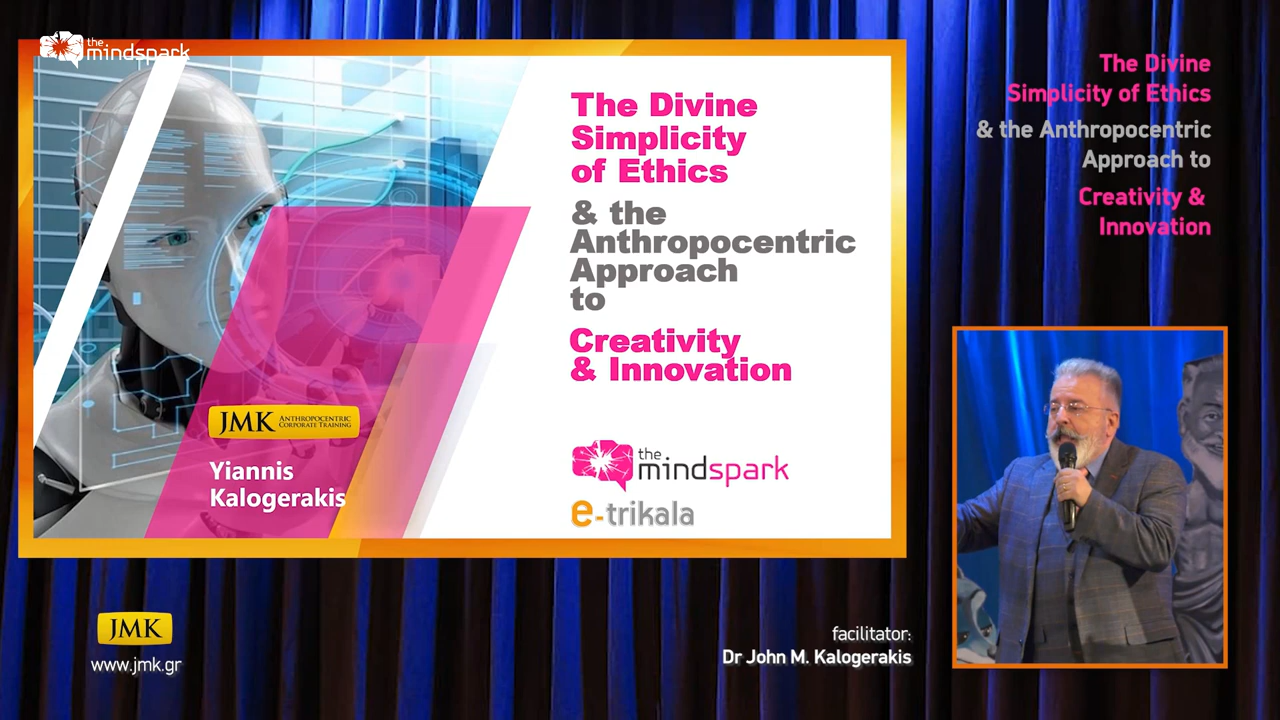 the
mindspark
The Divine
Simplicity
of Ethics
& the
Anthropocentric
Approach
to
Creativity
& Innovation
JMK ANTHROPOCENTRIC
CORPORATE TRAINING
Yiannis
Kalogerakis
the
mindspark
e-trikala
The Divine
Simplicity of Ethics
& the Anthropocentric
Approach to
Creativity &
Innovation
JMK
www.jmk.gr
facilitator:
Dr John M. Kalogerakis